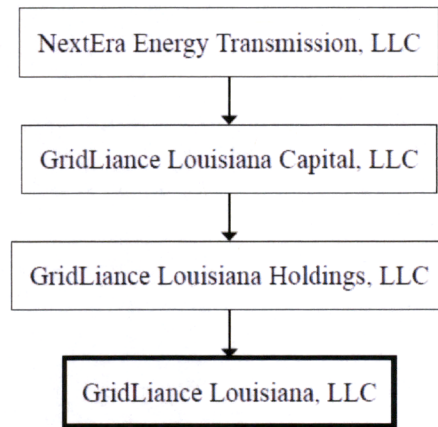 NextEra Energy Transmission, LLC
GridLiance Louisiana Capital, LLC
GridLiance Louisiana Holdings, LLC
GridLiance Louisiana, LLC